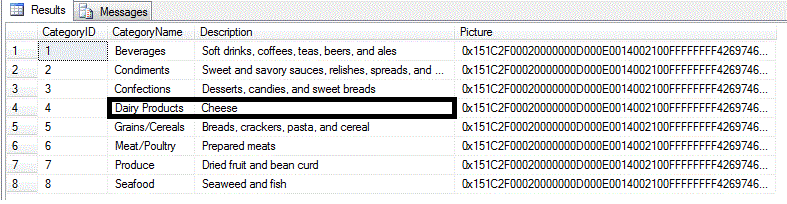 Results Messages
CategoryID CategoryName Description Picture
1 1 Beverages Soft drinks, coffees, teas, beers, and ales 0x151C2F00020000000D000E0014002100FFFFFFFF4269746...
2 2 Condiments Sweet and savory sauces, relishes, spreads, and ... 0x151C2F00020000000D000E0014002100FFFFFFFF4269746...
3 3 Confections Desserts, candies, and sweet breads 0x151C2F00020000000D000E0014002100FFFFFFFF4269746...
4 4 Dairy Products Cheese 0x151C2F00020000000D000E0014002100FFFFFFFF4269746...
5 5 Grains/Cereals Breads, crackers, pasta, and cereal 0x151C2F00020000000D000E0014002100FFFFFFFF4269746...
6 6 Meat/Poultry Prepared meats 0x151C2F00020000000D000E0014002100FFFFFFFF4269746...
7 7 Produce Dried fruit and bean curd 0x151C2F00020000000D000E0014002100FFFFFFFF4269746...
8 8 Seafood Seaweed and fish 0x151C2F00020000000D000E0014002100FFFFFFFF4269746...